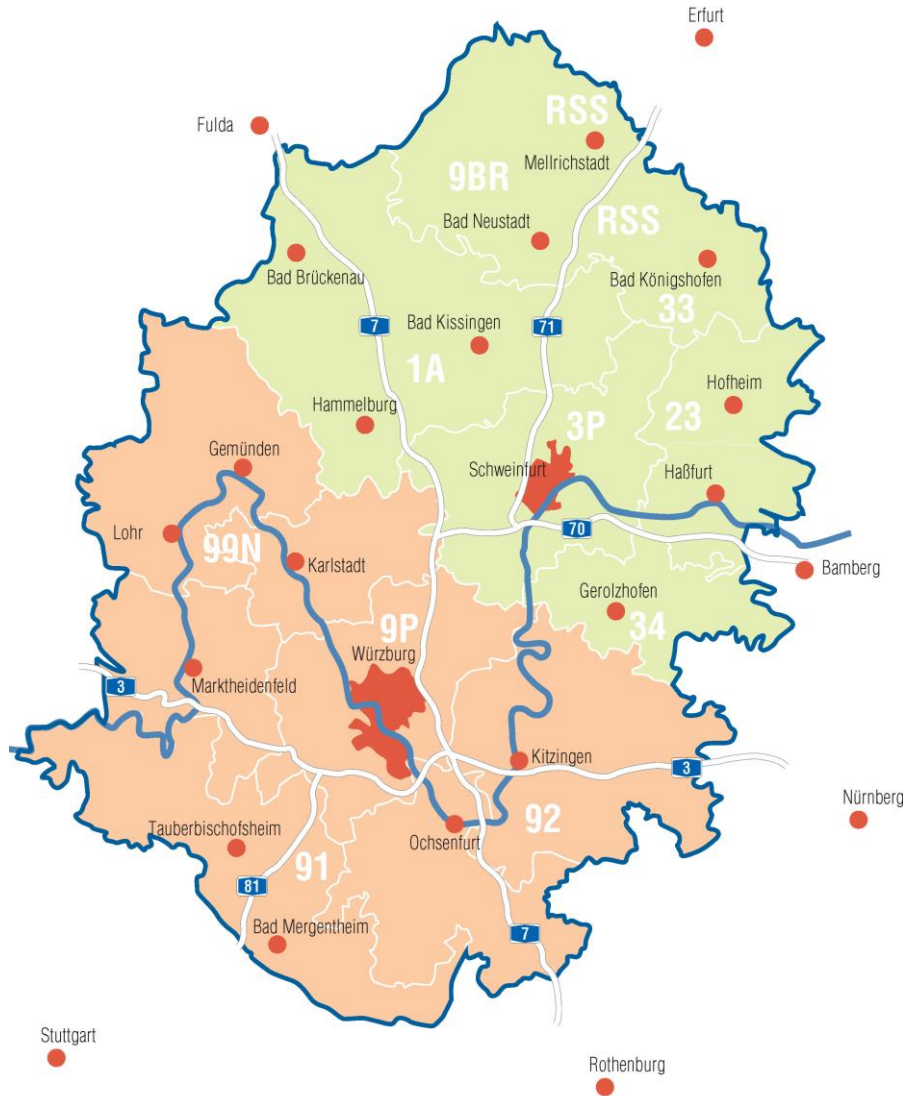 Erfurt
RSS
Fulda
Mellrichstadt
9BR
Bad Neustadt
RSS
Bad Brückenau
Bad Königshofen
33
7
Bad Kissingen
71
1A
Hofheim
Hammelburg
3P
23
Gemünden
Schweinfurt
Haßfurt
Lohr
70
99N
Karlstadt
Bamberg
Gerolzhofen
9P
34
Würzburg
Marktheidenfeld
3
Kitzingen
3
Nürnberg
92
Tauberbischofsheim
Ochsenfurt
91
81
Bad Mergentheim
7
Stuttgart
Rothenburg